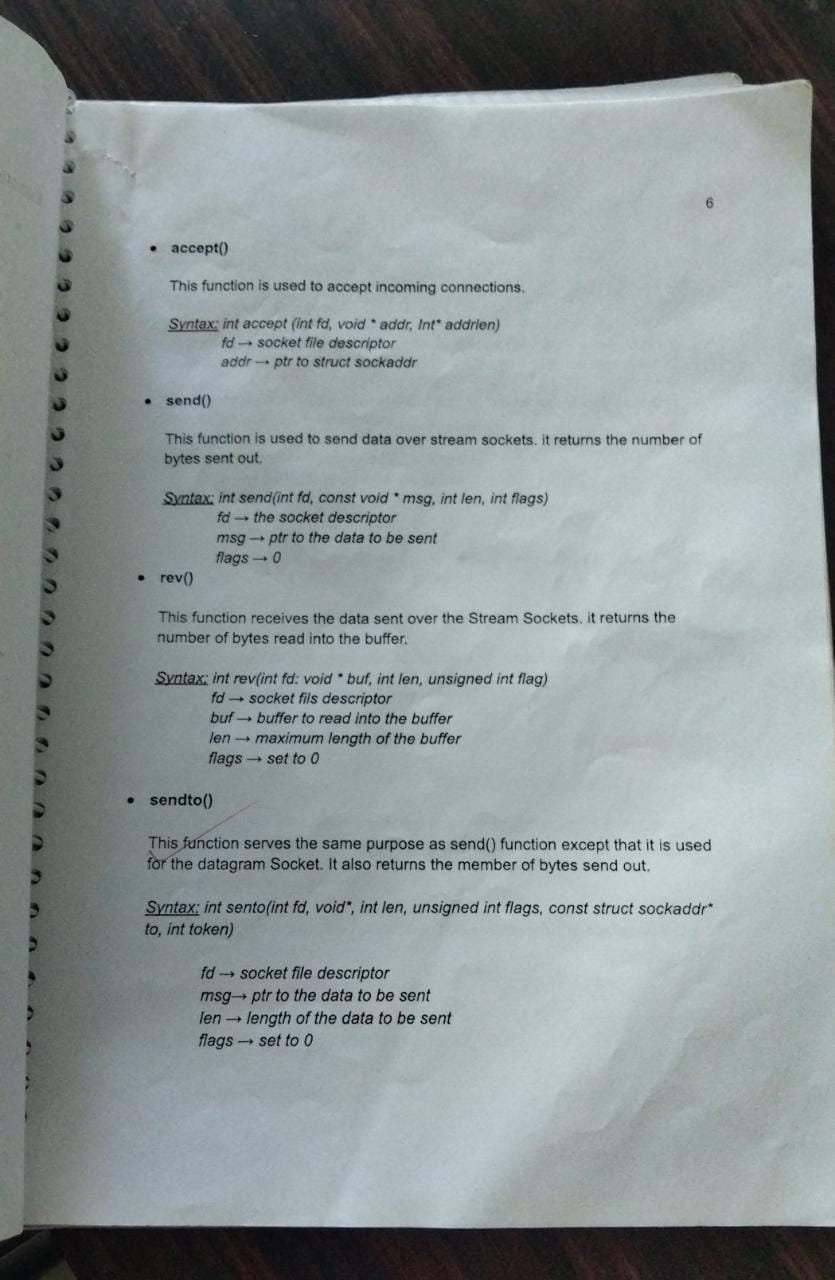 6
• accept()
This function is used to accept incoming connections.
Syntax: int accept (int fd, void * addr, Int* addrlen)
fd → socket file descriptor
addr → ptr to struct sockaddr
• send()
This function is used to send data over stream sockets. it returns the number of
bytes sent out.
Syntax: int send(int fd, const void * msg, int len, int flags)
fd → the socket descriptor
msg → ptr to the data to be sent
flags → 0
• rev()
This function receives the data sent over the Stream Sockets. it returns the
number of bytes read into the buffer.
Syntax: int rev(int fd: void * buf, int len, unsigned int flag)
fd → socket fils descriptor
buf → buffer to read into the buffer
len → maximum length of the buffer
flags → set to 0
• sendto()
This function serves the same purpose as send() function except that it is used
for the datagram Socket. It also returns the member of bytes send out.
Syntax: int sento(int fd, void*, int len, unsigned int flags, const struct sockaddr*
to, int token)
fd → socket file descriptor
msg→ ptr to the data to be sent
len → length of the data to be sent
flags → set to 0